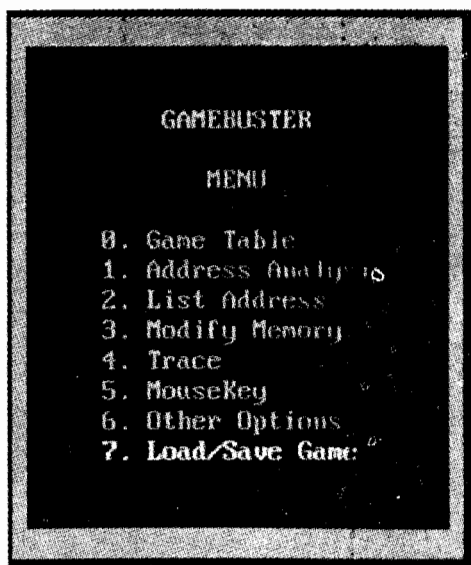 GAMEBUSTER
MENU
0. Game Table
1. Address
2. List Address
3. Modify Memory
4. Trace
5. MouseKey
6. Other Options
7. Load/Save Game